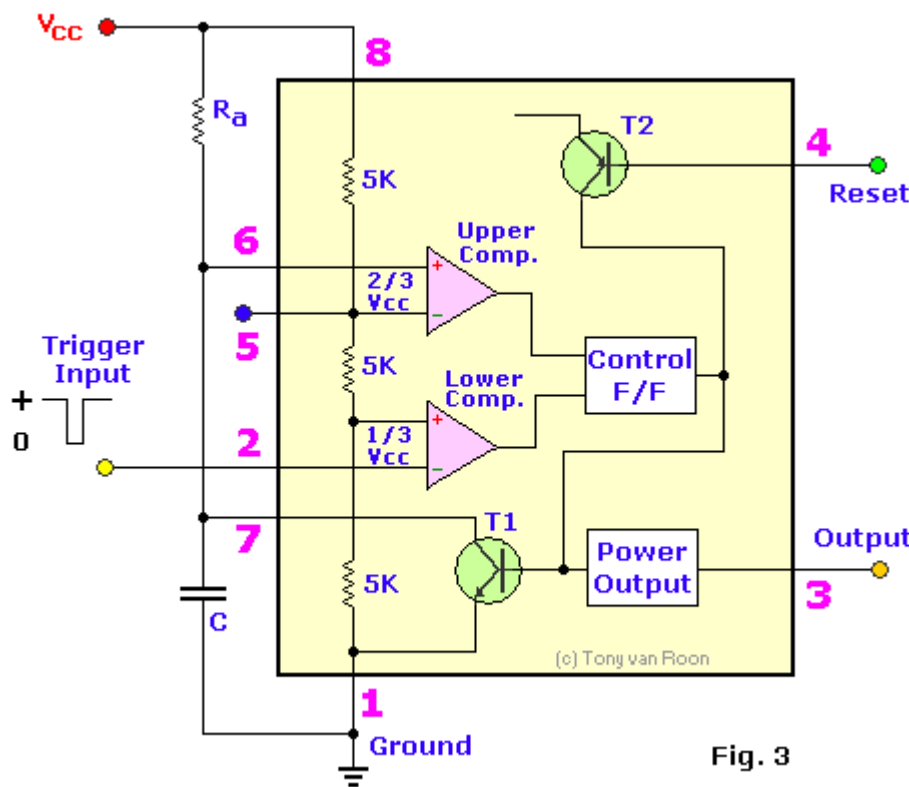 Vcc
8
Ra
T2
4
Reset
5K
6
Upper
Comp.
+
2/3
Vcc
-
5
Trigger
Input
+
0
5K
Control
F/F
Lower
Comp.
+
1/3
Vcc
-
2
7
T1
Power
Output
Output
3
5K
C
(c) Tony van Roon
1
Ground
Fig. 3